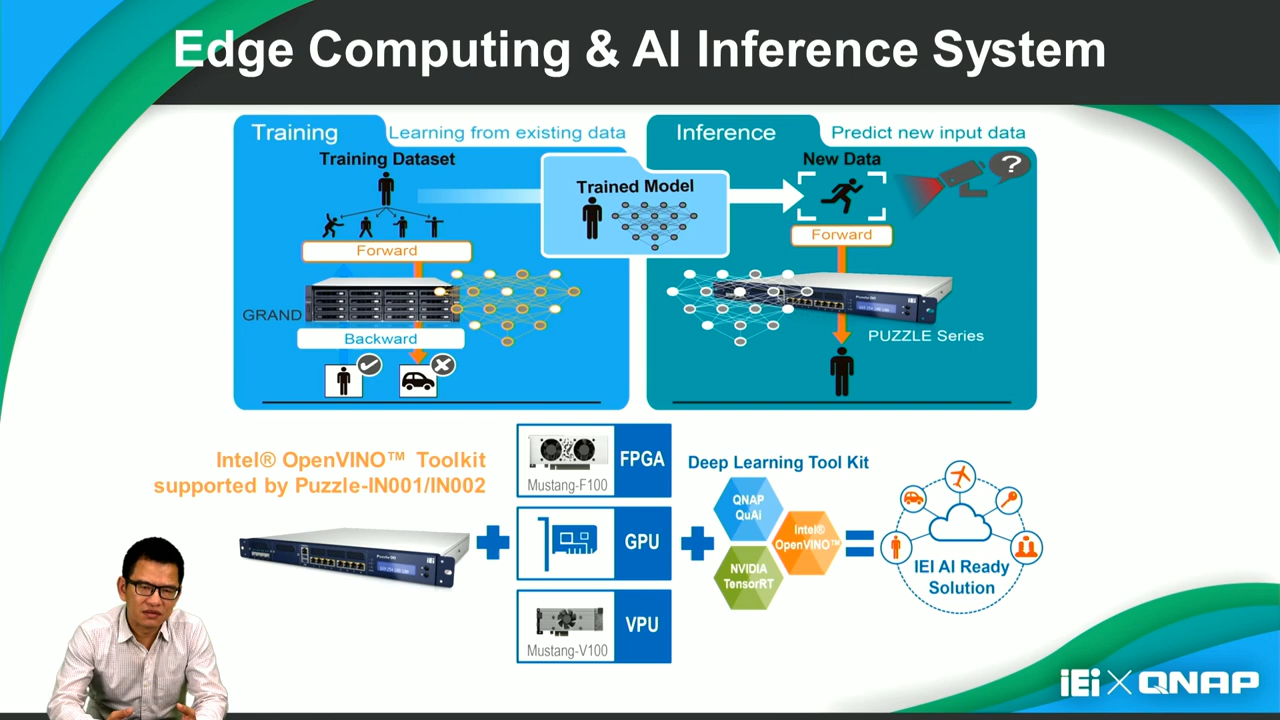 Edge Computing & AI Inference System
Training
Learning from existing data
Training Dataset
Forward
GRAND
Backward
Trained Model
Inference
Predict new input data
New Data
?
Forward
iEi
PUZZLE Series
Intel® OpenVINO™ Toolkit
supported by Puzzle-IN001/IN002
iEi
Mustang-F100
FPGA
GPU
Mustang-V100
VPU
Deep Learning Tool Kit
QNAP
QuAi
Intel®
OpenVINO™
NVIDIA
TensorRT
IEI AI Ready
Solution
iEi X QNAP